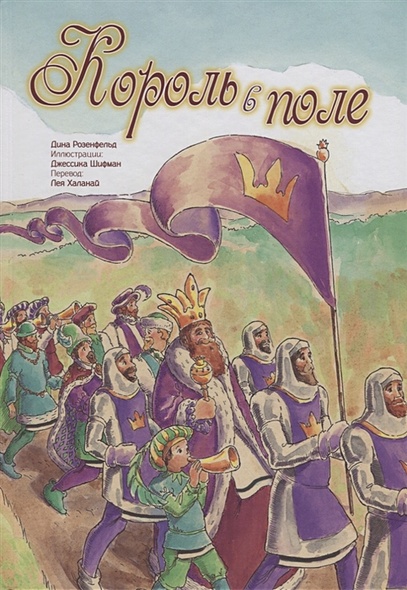 Король в поле
Дина Розенфельд
Иллюстрации:
Джессика Шифман
Перевод:
Лея Халанай